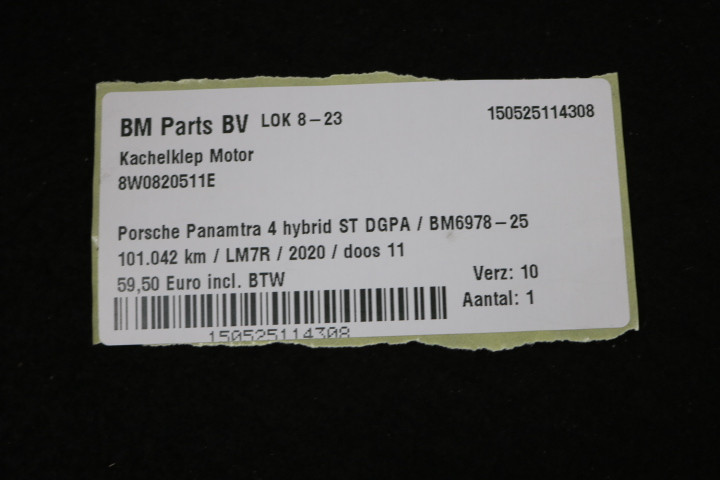 BM Parts BV LOK 8-23 150525114308
Kachelklep Motor
8W0820511E
Porsche Panamtra 4 hybrid ST DGPA / BM6978-25
101.042 km / LM7R / 2020 / doos 11
59,50 Euro incl. BTW Verz: 10
Aantal: 1
150525114308